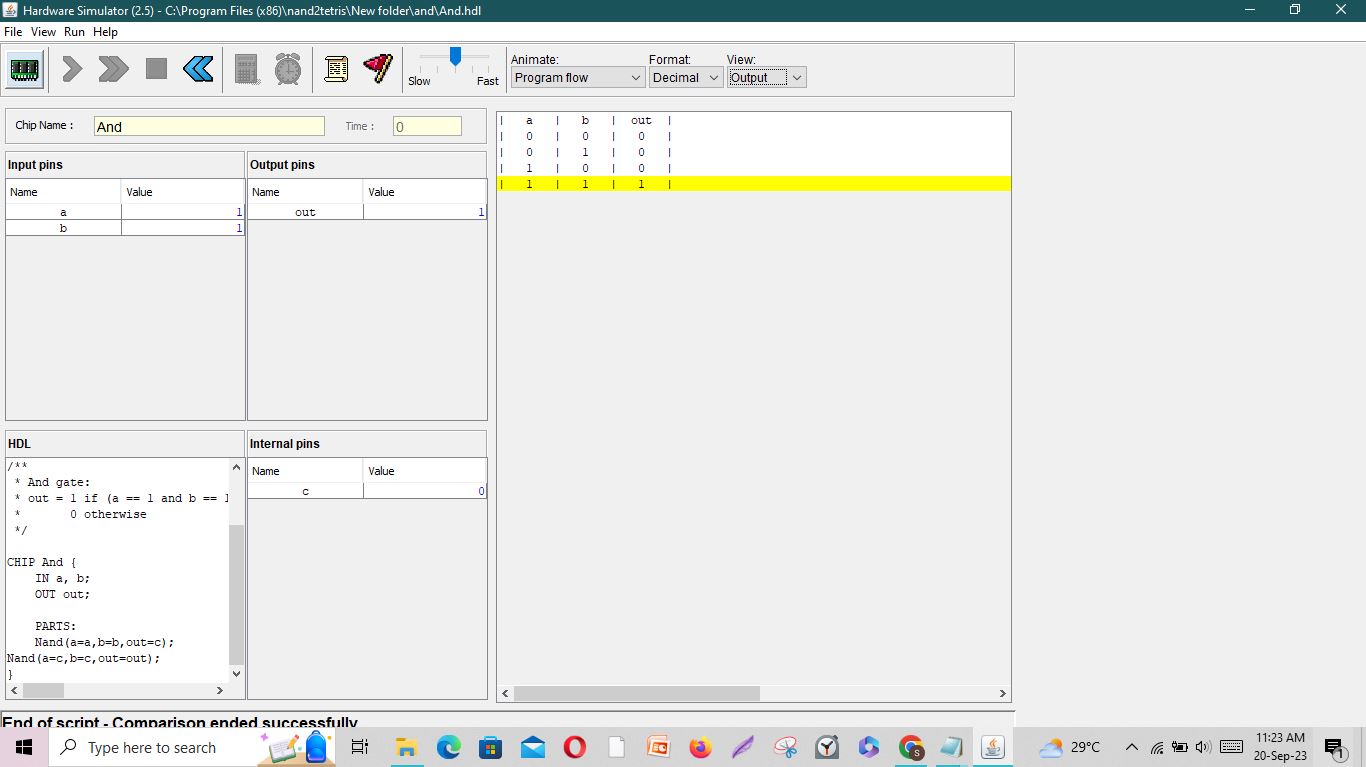 Hardware Simulator (2.5) - C:\Program Files (x86)\nand2tetris\New folder\and\And.hdl
File View Run Help
Slow Fast
Animate: Format: View:
Program flow Decimal Output
Chip Name : And Time : 0
Input pins
Name Value
a 1
b 1
Output pins
Name Value
out 1
| a | b | out |
| 0 | 0 | 0 |
| 0 | 1 | 0 |
| 1 | 0 | 0 |
| 1 | 1 | 1 |
HDL
/**
* And gate:
* out = 1 if (a == 1 and b == 1
* 0 otherwise
*/
CHIP And {
IN a, b;
OUT out;
PARTS:
Nand(a=a,b=b,out=c);
Nand(a=c,b=c,out=out);
}
Internal pins
Name Value
c 0
End of script - Comparison ended successfully
Type here to search
S
29°C
11:23 AM
20-Sep-23
1